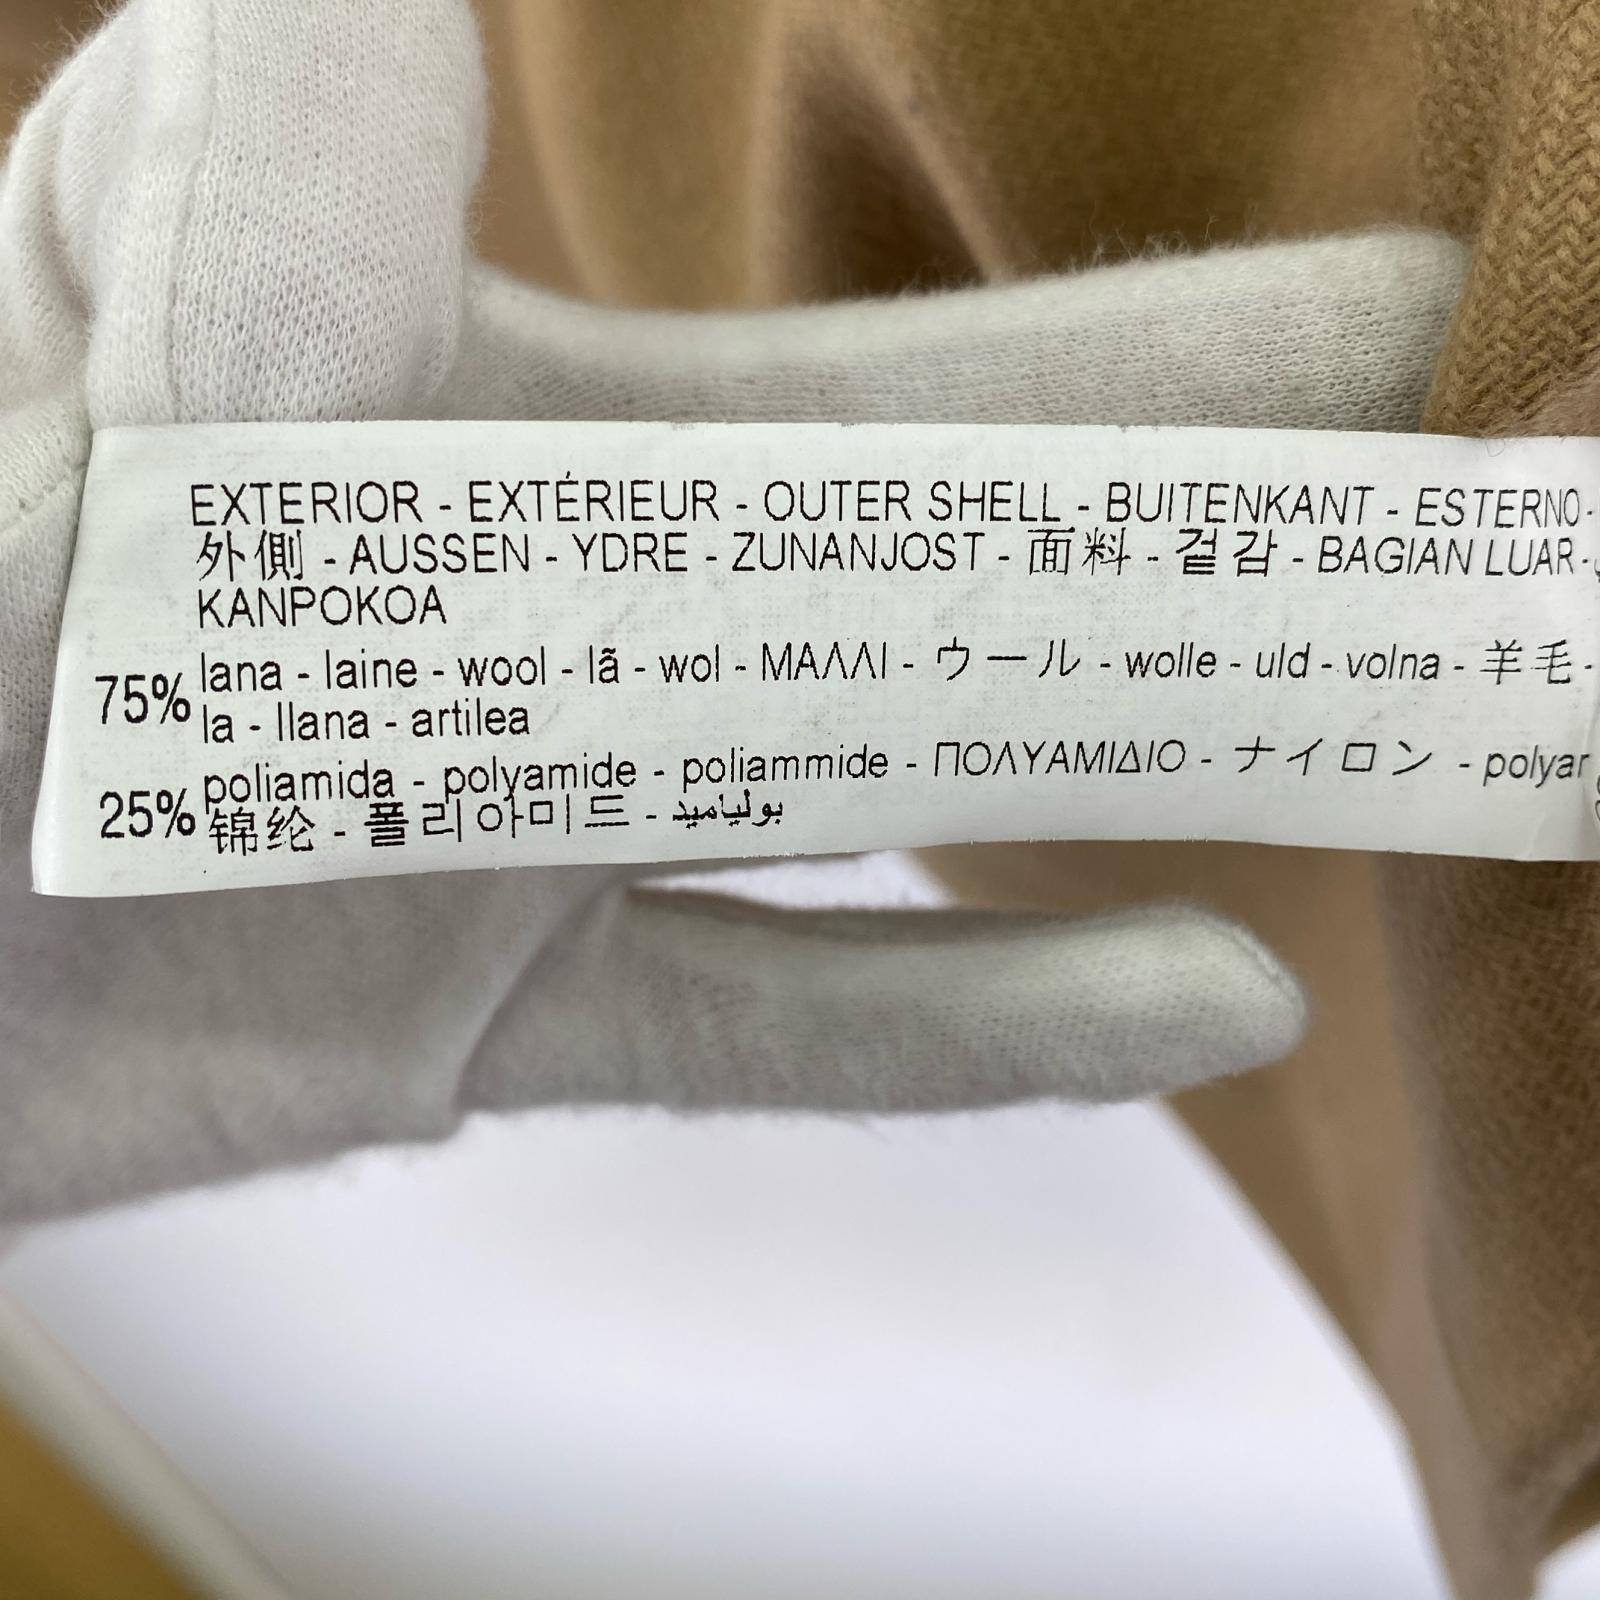 EXTERIOR - EXTÉRIEUR - OUTER SHELL - BUITENKANT - ESTERNO -
外側 - AUSSEN - YDRE - ZUNANJOST - 面料 - 겉감 - BAGIAN LUAR -
KANPOKOA
75% lana - laine - wool - lã - wol - ΜΑΛΛΙ - ウール - wolle - uld - volna - 羊毛 -
la - llana - artilea
25% poliamida - polyamide - poliammide - ΠΟΛΥΑΜΙΔΙΟ - ナイロン -
锦纶 - 폴리아미드 - بولياميد